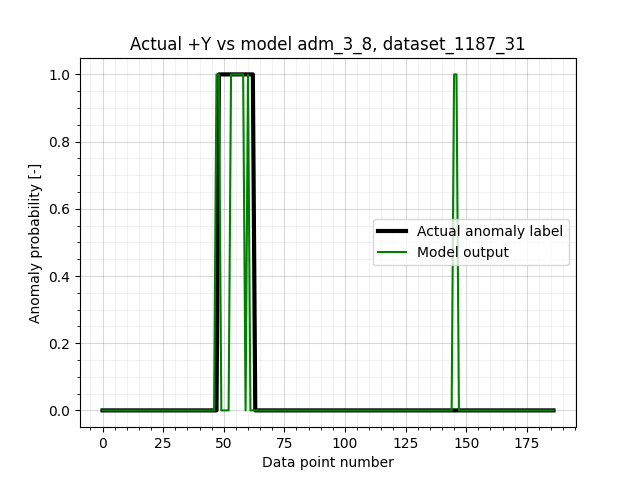 Actual +Y vs model adm_3_8, dataset_1187_31
1.0
0.8
0.6
0.4
0.2
0.0
Anomaly probability [-]
Actual anomaly label
Model output
0 25 50 75 100 125 150 175
Data point number